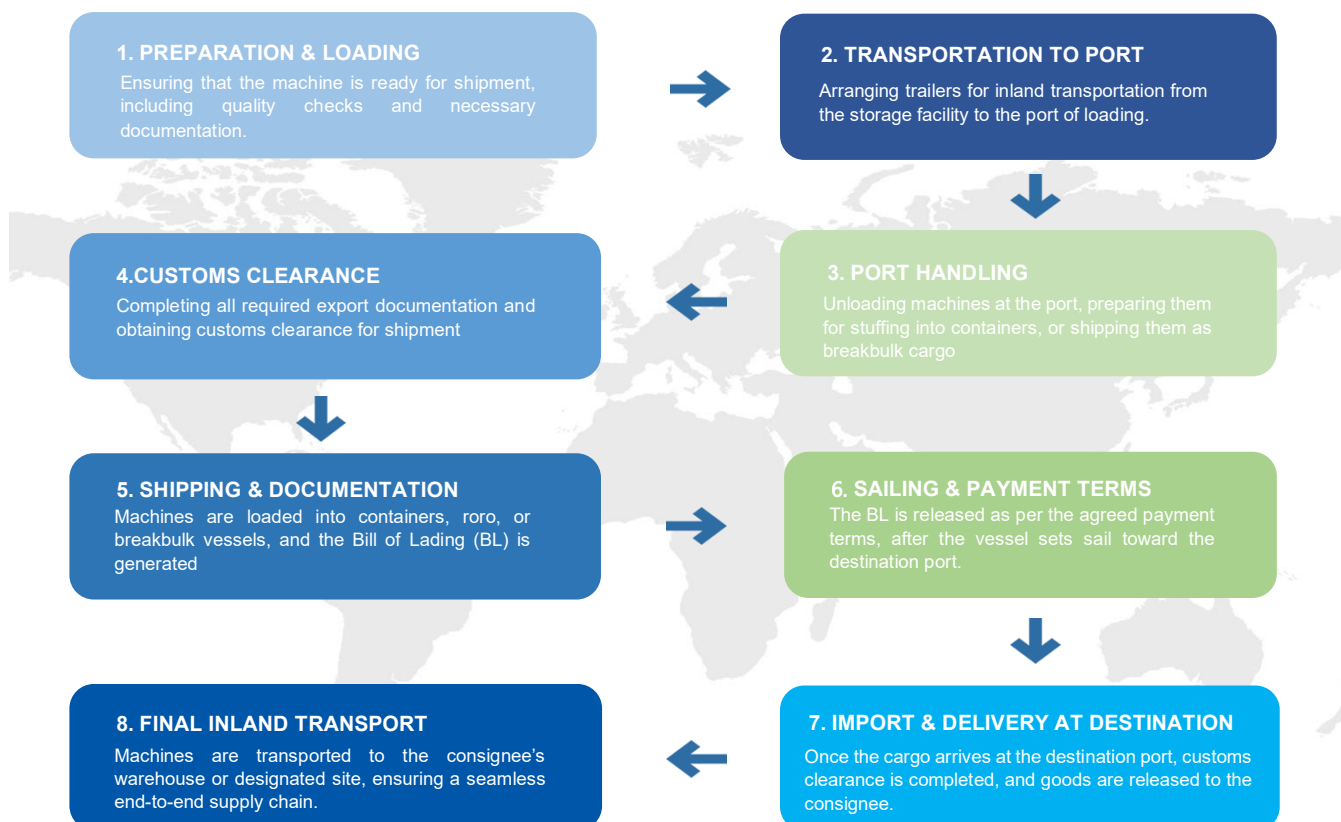 1. PREPARATION & LOADING
Ensuring that the machine is ready for shipment,
including quality checks and necessary
documentation.
2. TRANSPORTATION TO PORT
Arranging trailers for inland transportation from
the storage facility to the port of loading.
3. PORT HANDLING
Unloading machines at the port, preparing them
for stuffing into containers, or shipping them as
breakbulk cargo
4.CUSTOMS CLEARANCE
Completing all required export documentation and
obtaining customs clearance for shipment
5. SHIPPING & DOCUMENTATION
Machines are loaded into containers, roro, or
breakbulk vessels, and the Bill of Lading (BL) is
generated
6. SAILING & PAYMENT TERMS
The BL is released as per the agreed payment
terms, after the vessel sets sail toward the
destination port.
7. IMPORT & DELIVERY AT DESTINATION
Once the cargo arrives at the destination port, customs
clearance is completed, and goods are released to the
consignee.
8. FINAL INLAND TRANSPORT
Machines are transported to the consignee’s
warehouse or designated site, ensuring a seamless
end-to-end supply chain.